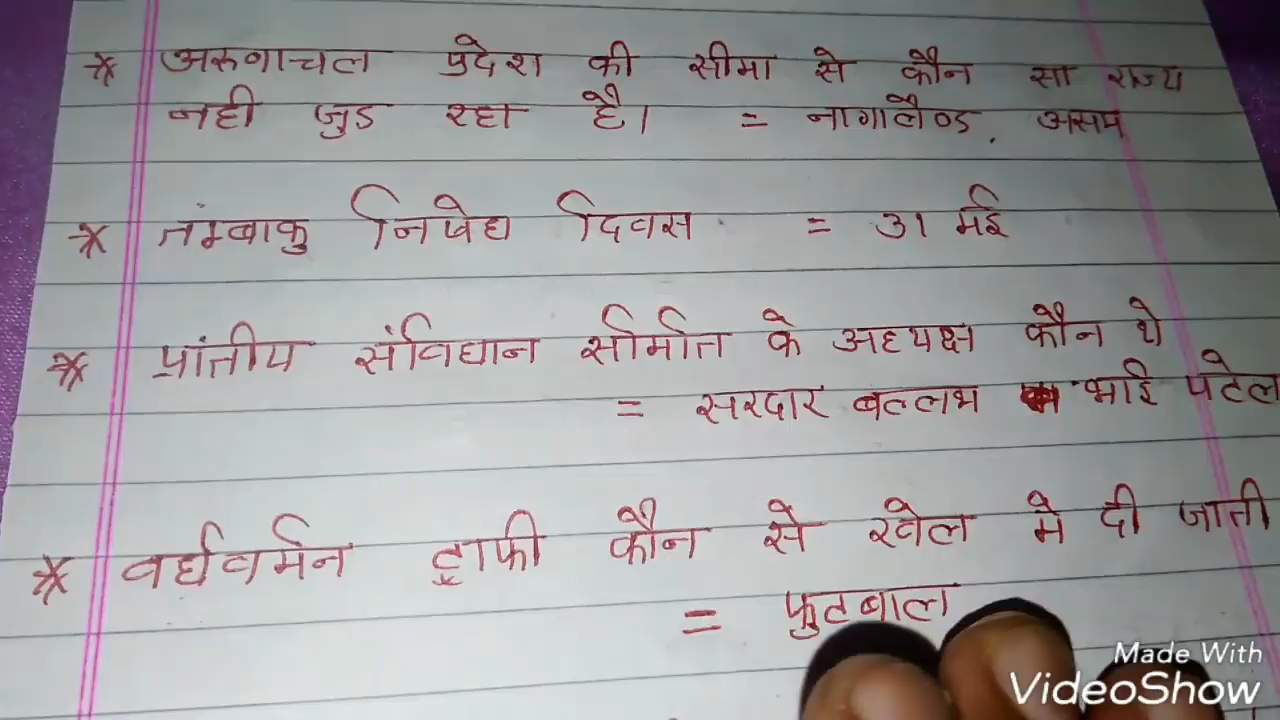 * अरुणाचल प्रदेश की सीमा से कौन सा राज्य
नही जुड रहा है। = नागालैण्ड, असम
* तम्बाकु निषेध दिवस = 31 मई
* प्रांतीय संविधान समिति के अध्यक्ष कौन थे
= सरदार बल्लभ भाई पटेल
* वर्धवर्मन ट्राफी कौन से खेल मे दी जाती
= फुटबाल
Made With
VideoShow